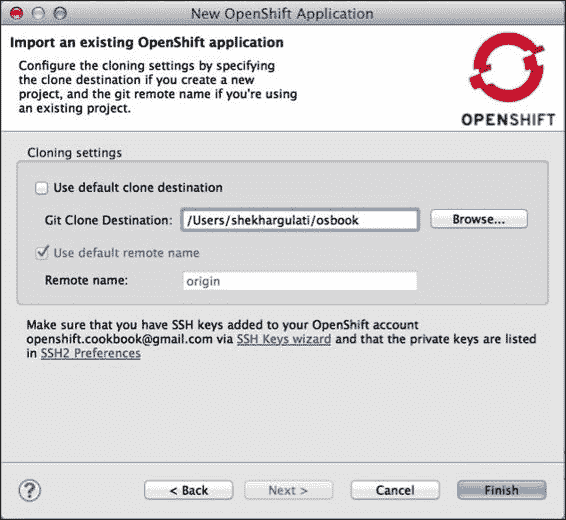 New OpenShift Application
Import an existing OpenShift application
Configure the cloning settings by specifying
the clone destination if you create a new
project, and the git remote name if you're using
an existing project.
OPENSHIFT
Cloning settings
Use default clone destination
Git Clone Destination: /Users/shekhargulati/osbook Browse...
Use default remote name
Remote name: origin
Make sure that you have SSH keys added to your OpenShift account
openshift.cookbook@gmail.com via SSH Keys wizard and that the private keys are listed
in SSH2 Preferences
? < Back Next > Cancel Finish